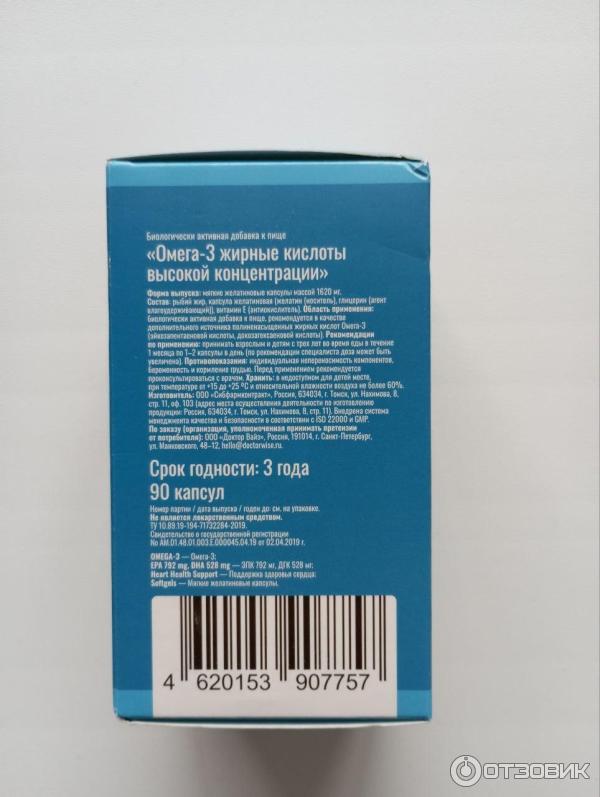 Биологически активная добавка к пище
«Омега-3 жирные кислоты
высокой концентрации»
Форма выпуска: мягкие желатиновые капсулы массой 1620 мг.
Состав: рыбий жир, капсула желатиновая (желатин (носитель), глицерин (агент
влагоудерживающий)), витамин Е (антиокислитель). Область применения:
Биологически активная добавка к пище, рекомендуется в качестве
дополнительного источника полиненасыщенных жирных кислот Омега-3
(эйкозапентаеновой кислоты, докозагексаеновой кислоты). Рекомендации
по применению: принимать взрослым и детям с трех лет во время еды в течение
1 месяца по 1–2 капсулы в день (по рекомендации специалиста доза может быть
увеличена). Противопоказания: индивидуальная непереносимость компонентов,
беременность и кормление грудью. Перед применением рекомендуется
проконсультироваться с врачом. Хранить: в недоступном для детей месте,
при температуре от +15 до +25 °С и относительной влажности воздуха не более 60%.
Изготовитель: ООО «Сибфармконтракт», Россия, 634034, г. Томск, ул. Нахимова, 8,
стр. 11, оф. 103 (адрес места осуществления деятельности по изготовлению
продукции: Россия, 634034, г. Томск, ул. Нахимова, 8, стр. 11). Внедрена система
менеджмента качества и безопасности в соответствии с ISO 22000 и GMP.
По заказу (организация, уполномоченная принимать претензии
от потребителя): ООО «Доктор Вайз», Россия, 191014, г. Санкт-Петербург,
ул. Маяковского, 48–12, hello@doctorwise.ru
Срок годности: 3 года
90 капсул
Номер партии / дата выпуска / годен до: см. на упаковке.
Не является лекарственным средством.
ТУ 10.89.19-194-71732284-2019.
Свидетельство о государственной регистрации
No АМ.01.48.01.003.Е.000045.04.19 от 02.04.2019 г.
OMEGA-3 — Омега-3;
EPA 792 mg, DHA 528 mg — ЭПК 792 мг, ДГК 528 мг;
Heart Health Support — Поддержка здоровья сердца;
Softgels — Мягкие желатиновые капсулы.
4 620153 907757
ОТЗОВИК